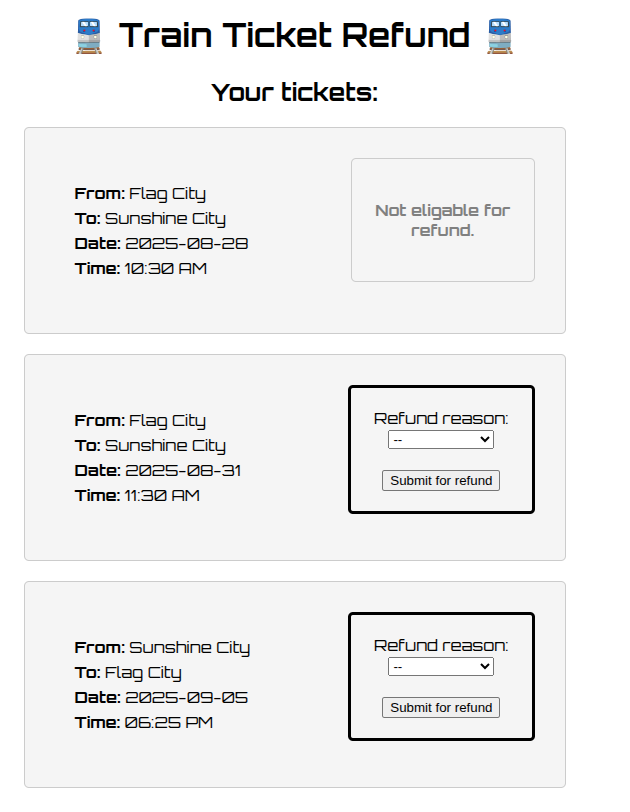 Train Ticket Refund
Your tickets:
From: Flag City
To: Sunshine City
Date: 2025-08-28
Time: 10:30 AM
Not eligable for
refund.
From: Flag City
To: Sunshine City
Date: 2025-08-31
Time: 11:30 AM
Refund reason:
--
Submit for refund
From: Sunshine City
To: Flag City
Date: 2025-09-05
Time: 06:25 PM
Refund reason:
--
Submit for refund